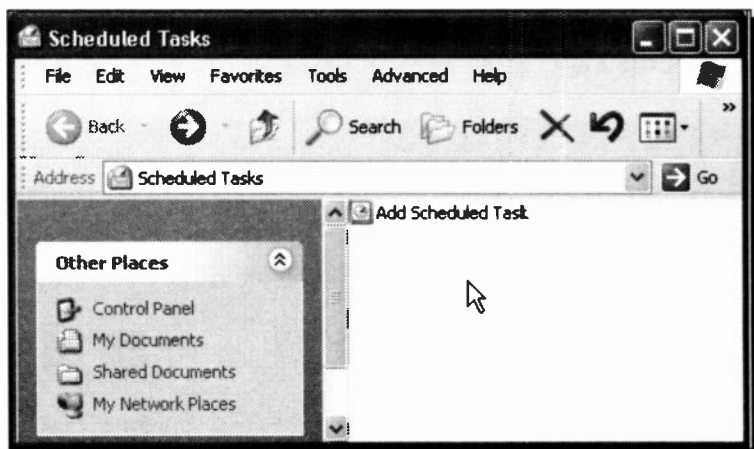 Scheduled Tasks
File Edit View Favorites Tools Advanced Help
Back Search Folders »
Address Scheduled Tasks Go
Add Scheduled Task
Other Places
Control Panel
My Documents
Shared Documents
My Network Places